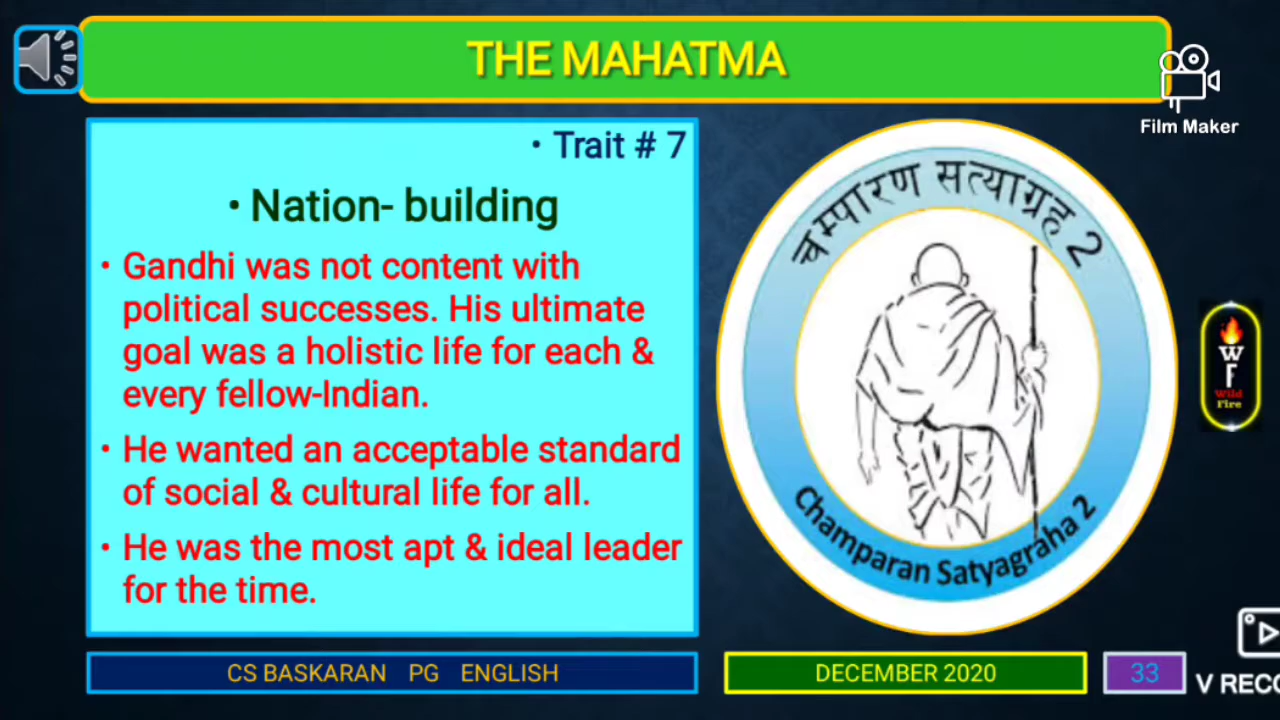 THE MAHATMA
Film Maker
• Trait # 7
• Nation- building
• Gandhi was not content with
political successes. His ultimate
goal was a holistic life for each &
every fellow-Indian.
• He wanted an acceptable standard
of social & cultural life for all.
• He was the most apt & ideal leader
for the time.
चम्पारण सत्याग्रह 2
Champaran Satyagraha 2
W
F
Wild
Fire
CS BASKARAN PG ENGLISH
DECEMBER 2020
33
V RECO